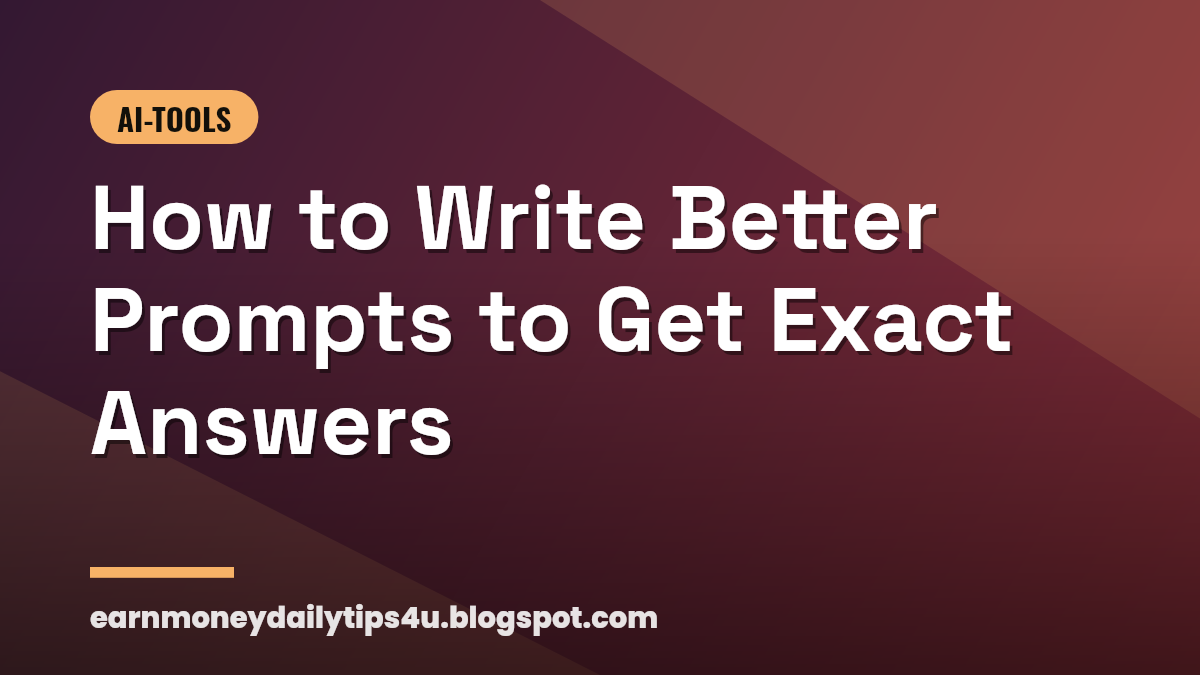 AI-TOOLS
How to Write Better
Prompts to Get Exact
Answers
earnmoneydailytips4u.blogspot.com